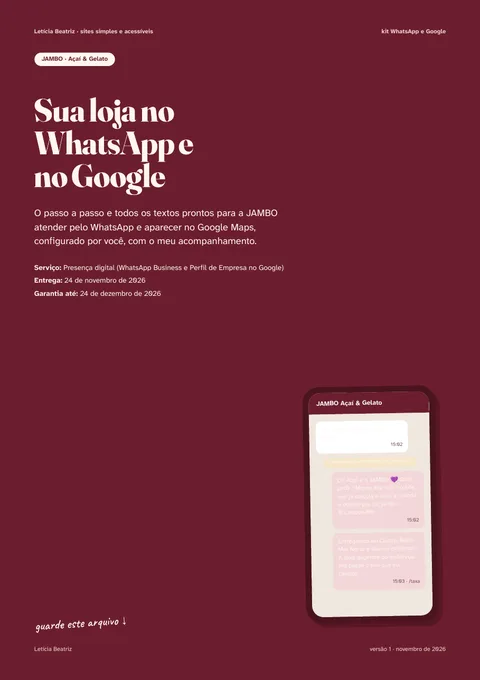 Letícia Beatriz · sites simples e acessíveis
kit WhatsApp e Google
JAMBO · Açaí & Gelato
Sua loja no
WhatsApp e
no Google
O passo a passo e todos os textos prontos para a JAMBO
atender pelo WhatsApp e aparecer no Google Maps,
configurado por você, com o meu acompanhamento.
Serviço: Presença digital (WhatsApp Business e Perfil de Empresa no Google)
Entrega: 24 de novembro de 2026
Garantia até: 24 de dezembro de 2026
JAMBO Açaí & Gelato
19:02
19:02
19:03 · /taxa
guarde este arquivo ↓
Letícia Beatriz
versão 1 · novembro de 2026